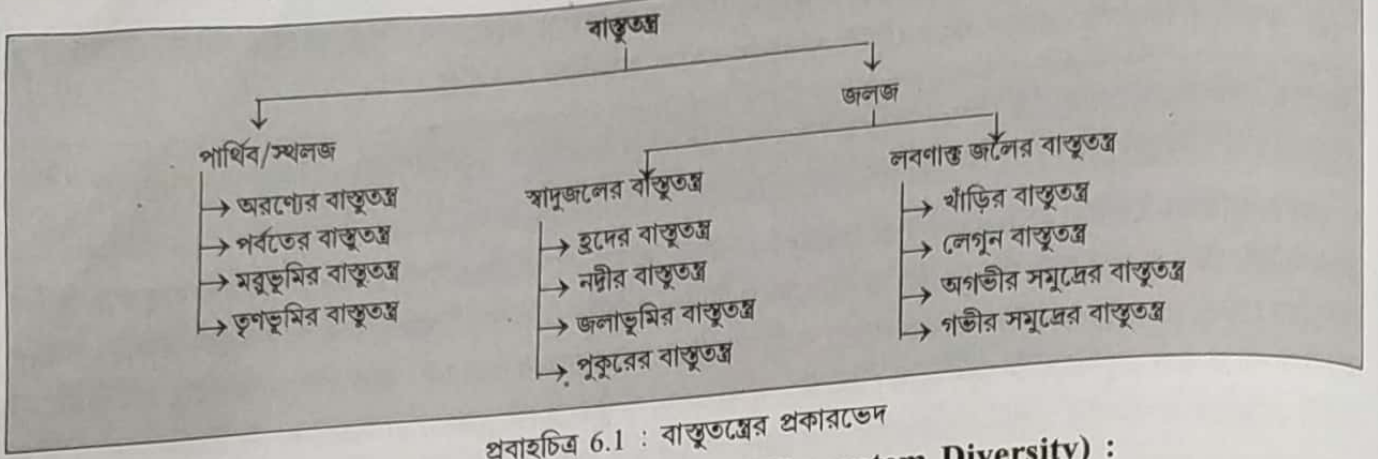 বাস্তুতন্ত্র
জলজ
পার্থিব/স্থলজ
অরণ্যের বাস্তুতন্ত্র
পর্বতের বাস্তুতন্ত্র
মরুভূমির বাস্তুতন্ত্র
তৃণভূমির বাস্তুতন্ত্র
স্বাদুজলের বাস্তুতন্ত্র
হ্রদের বাস্তুতন্ত্র
নদীর বাস্তুতন্ত্র
জলাভূমির বাস্তুতন্ত্র
পুকুরের বাস্তুতন্ত্র
লবণাক্ত জলের বাস্তুতন্ত্র
খাঁড়ির বাস্তুতন্ত্র
লেগুন বাস্তুতন্ত্র
অগভীর সমুদ্রের বাস্তুতন্ত্র
গভীর সমুদ্রের বাস্তুতন্ত্র
প্রবাহচিত্র 6.1 : বাস্তুতন্ত্রের প্রকারভেদ
Diversity) :